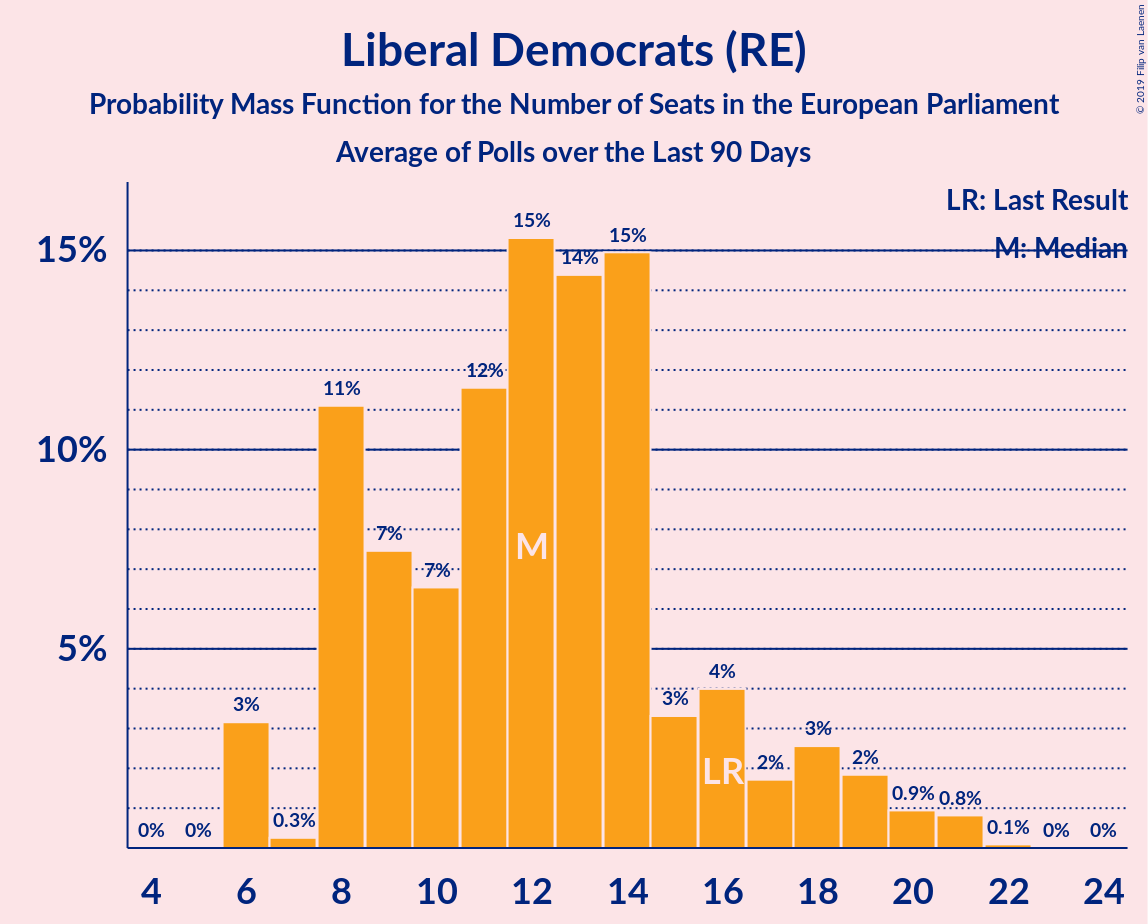 Liberal Democrats (RE)
Probability Mass Function for the Number of Seats in the European Parliament
Average of Polls over the Last 90 Days
© 2019 Filip van Laenen
LR: Last Result
M: Median
15%
10%
5%
0%
0%
3%
0.3%
11%
7%
7%
12%
15%
14%
15%
3%
4%
2%
3%
2%
0.9%
0.8%
0.1%
0%
0%
M
LR
4 6 8 10 12 14 16 18 20 22 24